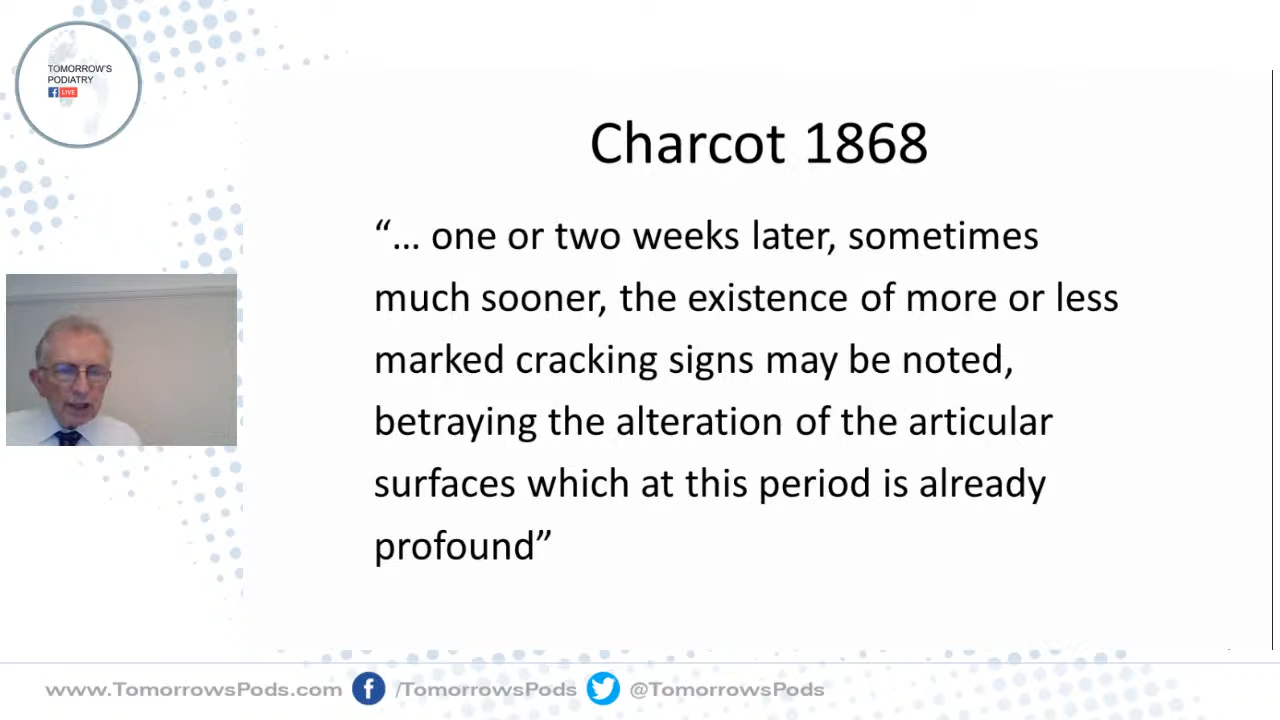 TOMORROW'S
PODIATRY
f LIVE
Charcot 1868
“… one or two weeks later, sometimes
much sooner, the existence of more or less
marked cracking signs may be noted,
betraying the alteration of the articular
surfaces which at this period is already
profound”
www.TomorrowsPods.com f /TomorrowsPods @TomorrowsPods